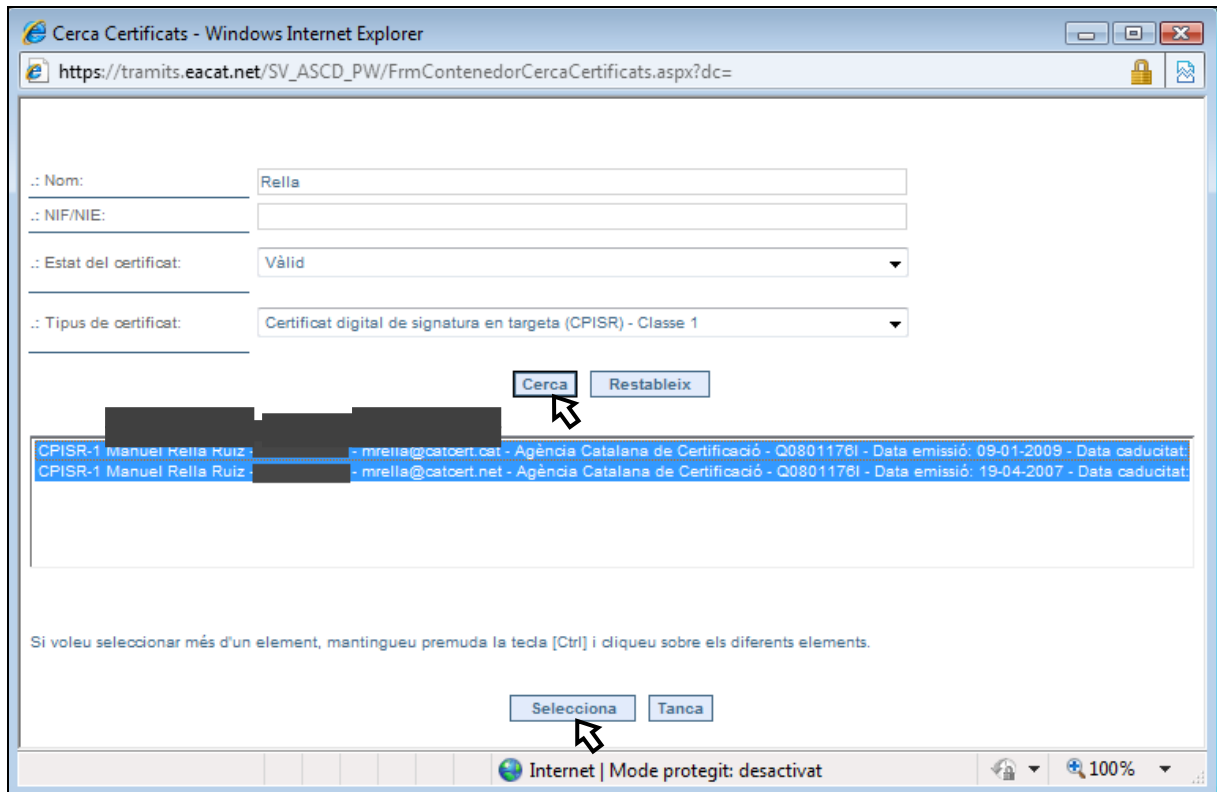 Cerca Certificats - Windows Internet Explorer
https://tramits.eacat.net/SV_ASCD_PW/FrmContenedorCercaCertificats.aspx?dc=
.: Nom: Rella
.: NIF/NIE:
.: Estat del certificat: Vàlid
.: Tipus de certificat: Certificat digital de signatura en targeta (CPISR) - Classe 1
Cerca Restableix
CPISR-1 Manuel Rella Ruiz - - mrella@catcert.cat - Agència Catalana de Certificació - Q0801176I - Data emissió: 09-01-2009 - Data caducitat:
CPISR-1 Manuel Rella Ruiz - - mrella@catcert.net - Agència Catalana de Certificació - Q0801176I - Data emissió: 19-04-2007 - Data caducitat:
Si voleu seleccionar més d'un element, mantingueu premuda la tecla [Ctrl] i cliqueu sobre els diferents elements.
Selecciona Tanca
Internet | Mode protegit: desactivat 100%